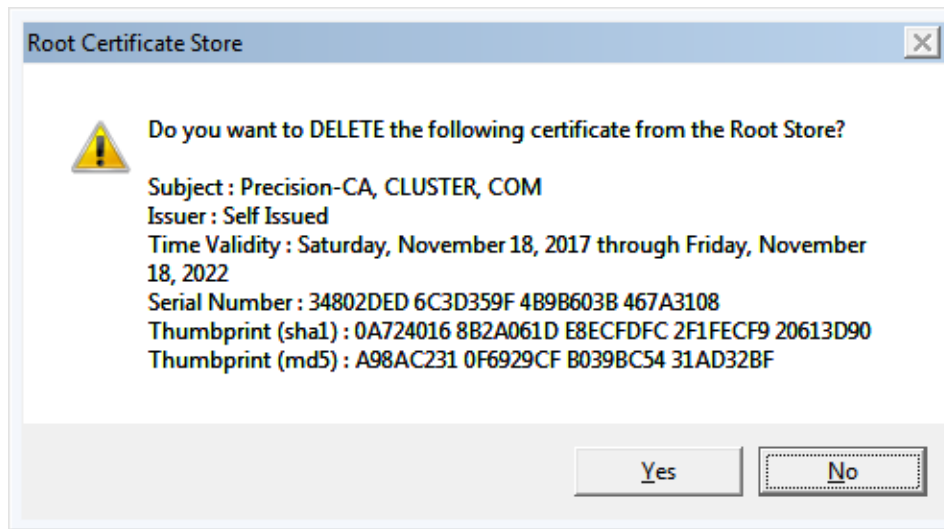 Root Certificate Store
Do you want to DELETE the following certificate from the Root Store?
Subject : Precision-CA, CLUSTER, COM
Issuer : Self Issued
Time Validity : Saturday, November 18, 2017 through Friday, November
18, 2022
Serial Number : 34802DED 6C3D359F 4B9B603B 467A3108
Thumbprint (sha1) : 0A724016 8B2A061D E8ECFDFC 2F1FECF9 20613D90
Thumbprint (md5) : A98AC231 0F6929CF B039BC54 31AD32BF
Yes No